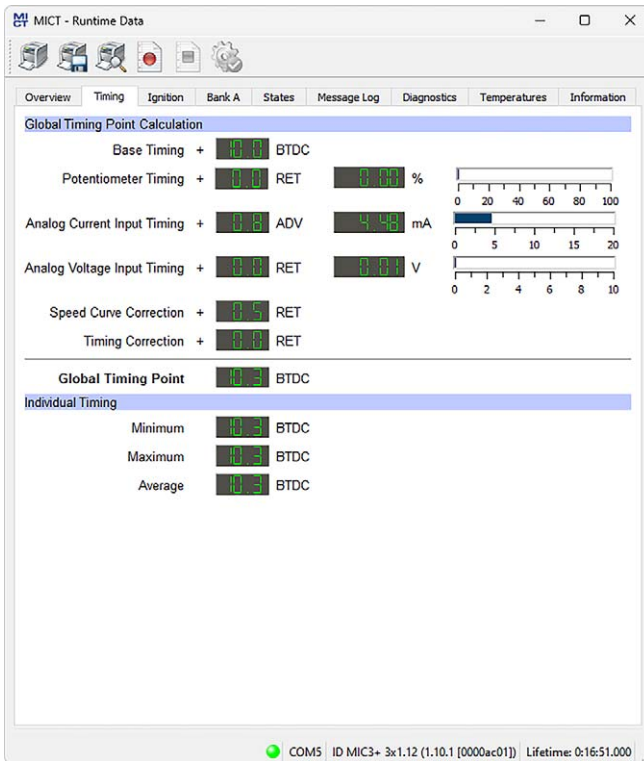 MICT - Runtime Data
Overview Timing Ignition Bank A States Message Log Diagnostics Temperatures Information
Global Timing Point Calculation
Base Timing + 10.0 BTDC
Potentiometer Timing + 0.0 RET 0.00 %
0 20 40 60 80 100
Analog Current Input Timing + 0.8 ADV 4.48 mA
0 5 10 15 20
Analog Voltage Input Timing + 0.0 RET 0.01 V
0 2 4 6 8 10
Speed Curve Correction + 0.5 RET
Timing Correction + 0.0 RET
Global Timing Point 10.3 BTDC
Individual Timing
Minimum 10.3 BTDC
Maximum 10.3 BTDC
Average 10.3 BTDC
COM5 ID MIC3+ 3x1.12 (1.10.1 [0000ac01]) Lifetime: 0:16:51.000